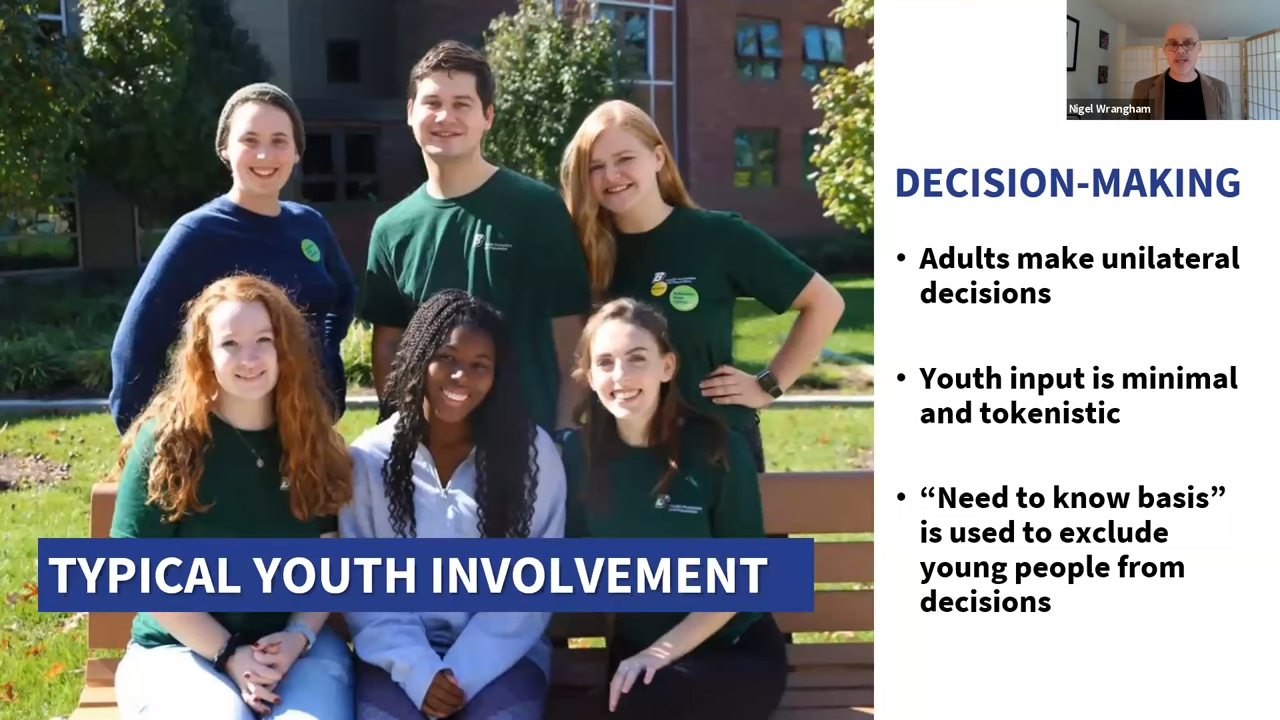 Nigel Wrangham
DECISION-MAKING
• Adults make unilateral
decisions
• Youth input is minimal
and tokenistic
• “Need to know basis”
is used to exclude
young people from
decisions
TYPICAL YOUTH INVOLVEMENT